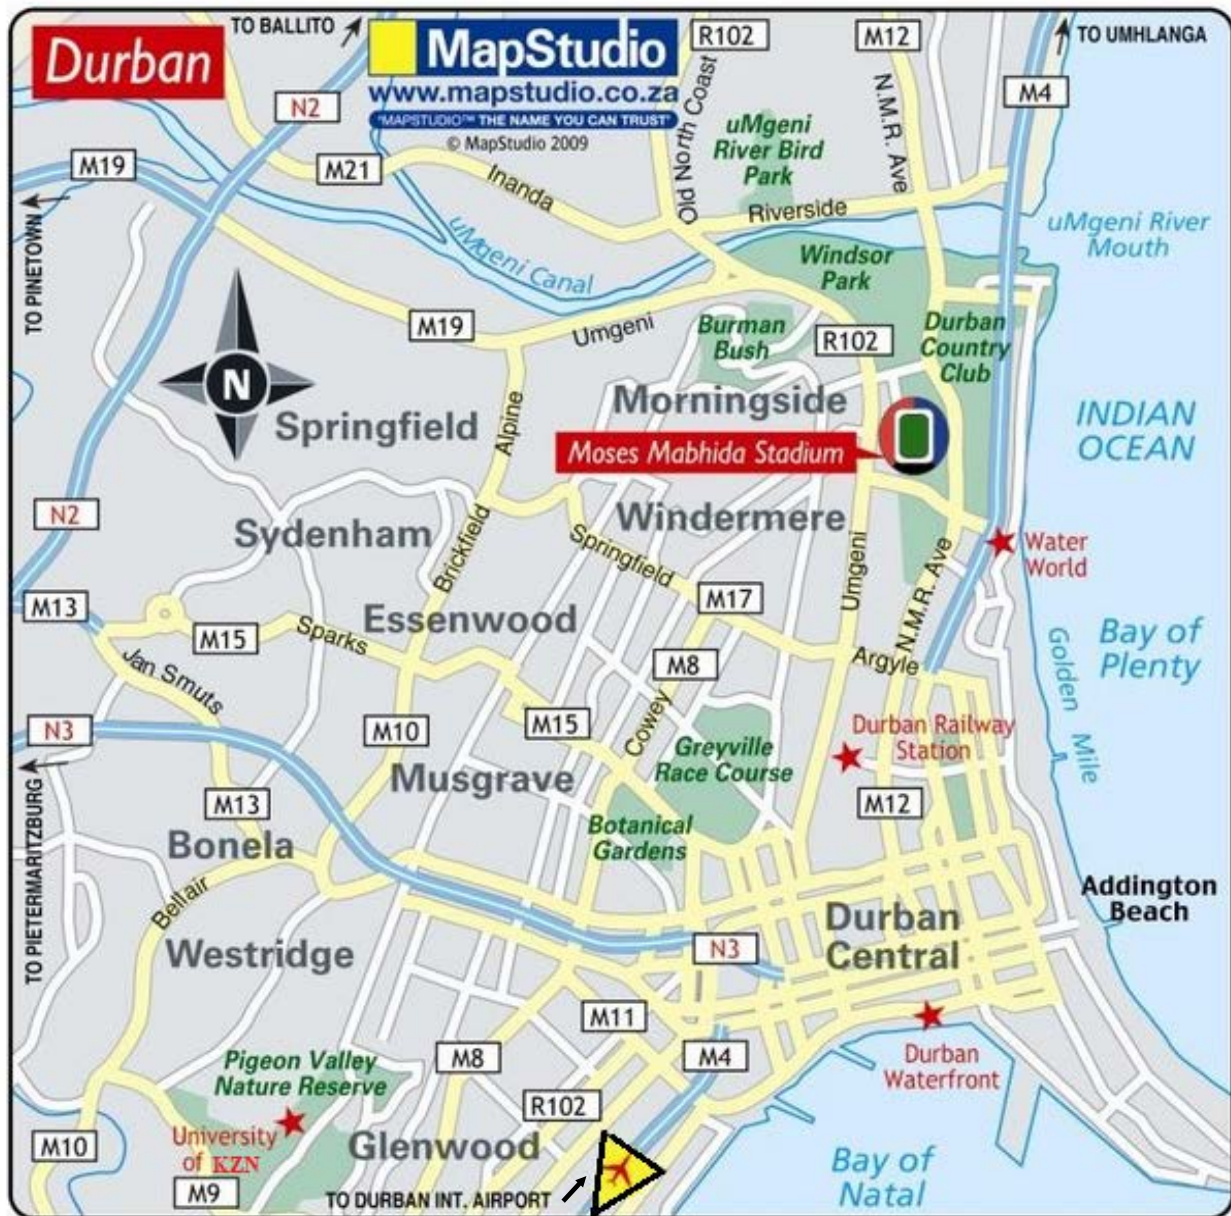 Durban
TO BALLITO
MapStudio
www.mapstudio.co.za
"MAPSTUDIO™ THE NAME YOU CAN TRUST"
© MapStudio 2009
R102
M12
TO UMHLANGA
N2
M4
Old North Coast
N.M.R. Ave
uMgeni
River Bird
Park
M19
M21
Inanda
Riverside
TO PINETOWN
uMgeni Canal
uMgeni River
Mouth
Windsor
Park
M19
Umgeni
Burman
Bush
R102
Durban
Country
Club
N
Springfield
Alpine
Morningside
INDIAN
OCEAN
Moses Mabhida Stadium
N2
Sydenham
Brickfield
Windermere
Springfield
Umgeni
N.M.R. Ave
Water
World
M13
M15
Sparks
Essenwood
M17
Jan Smuts
M8
Argyle
Golden Mile
Bay of
Plenty
N3
M10
M15
Cowey
Greyville
Race Course
Durban Railway
Station
Musgrave
M13
M12
TO PIETERMARITZBURG
Bonela
Botanical
Gardens
Bellair
Addington
Beach
Westridge
Durban
Central
N3
M11
M8
M4
Pigeon Valley
Nature Reserve
Durban
Waterfront
R102
University
of KZN
Glenwood
M10
M9
TO DURBAN INT. AIRPORT
Bay of
Natal